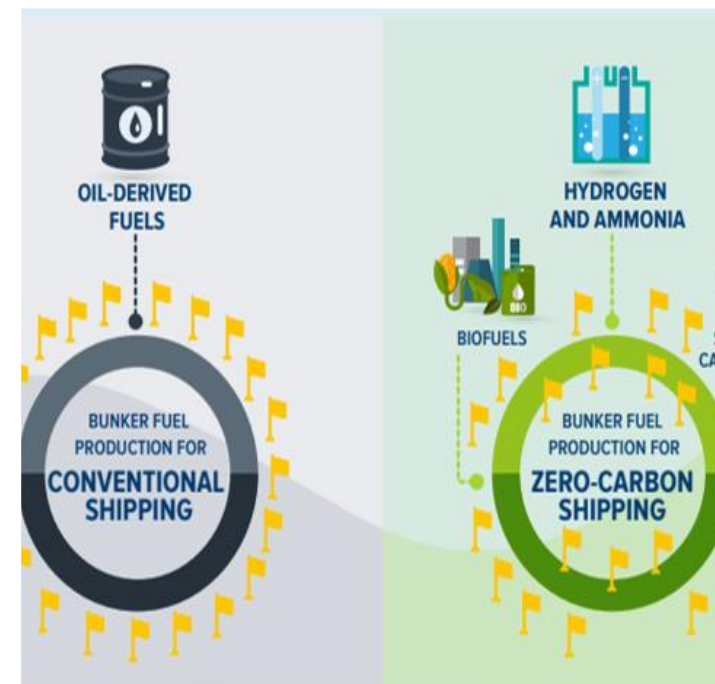 OIL-DERIVED
FUELS
BUNKER FUEL
PRODUCTION FOR
CONVENTIONAL
SHIPPING
HYDROGEN
AND AMMONIA
BIO
BIOFUELS
BUNKER FUEL
PRODUCTION FOR
ZERO-CARBON
SHIPPING